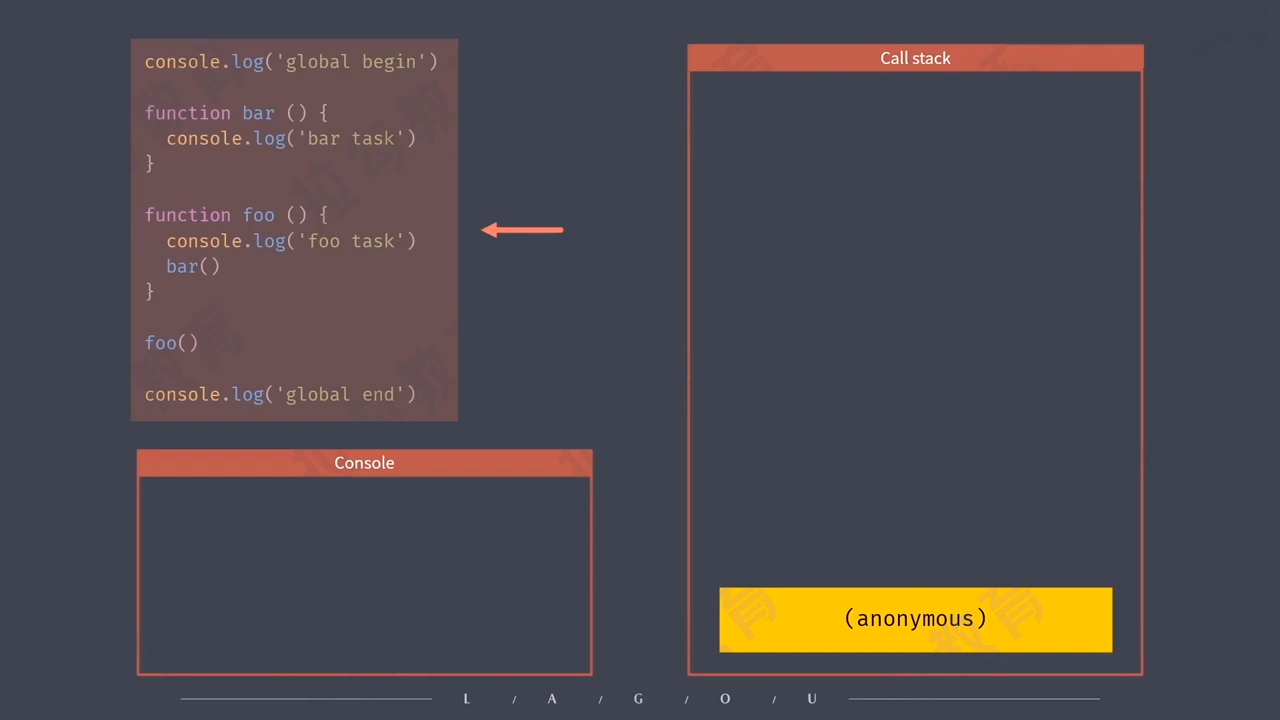 console.log('global begin')
function bar () {
  console.log('bar task')
}
function foo () {
  console.log('foo task')
  bar()
}
foo()
console.log('global end')
Console
Call stack
(anonymous)
L / A / G / O / U